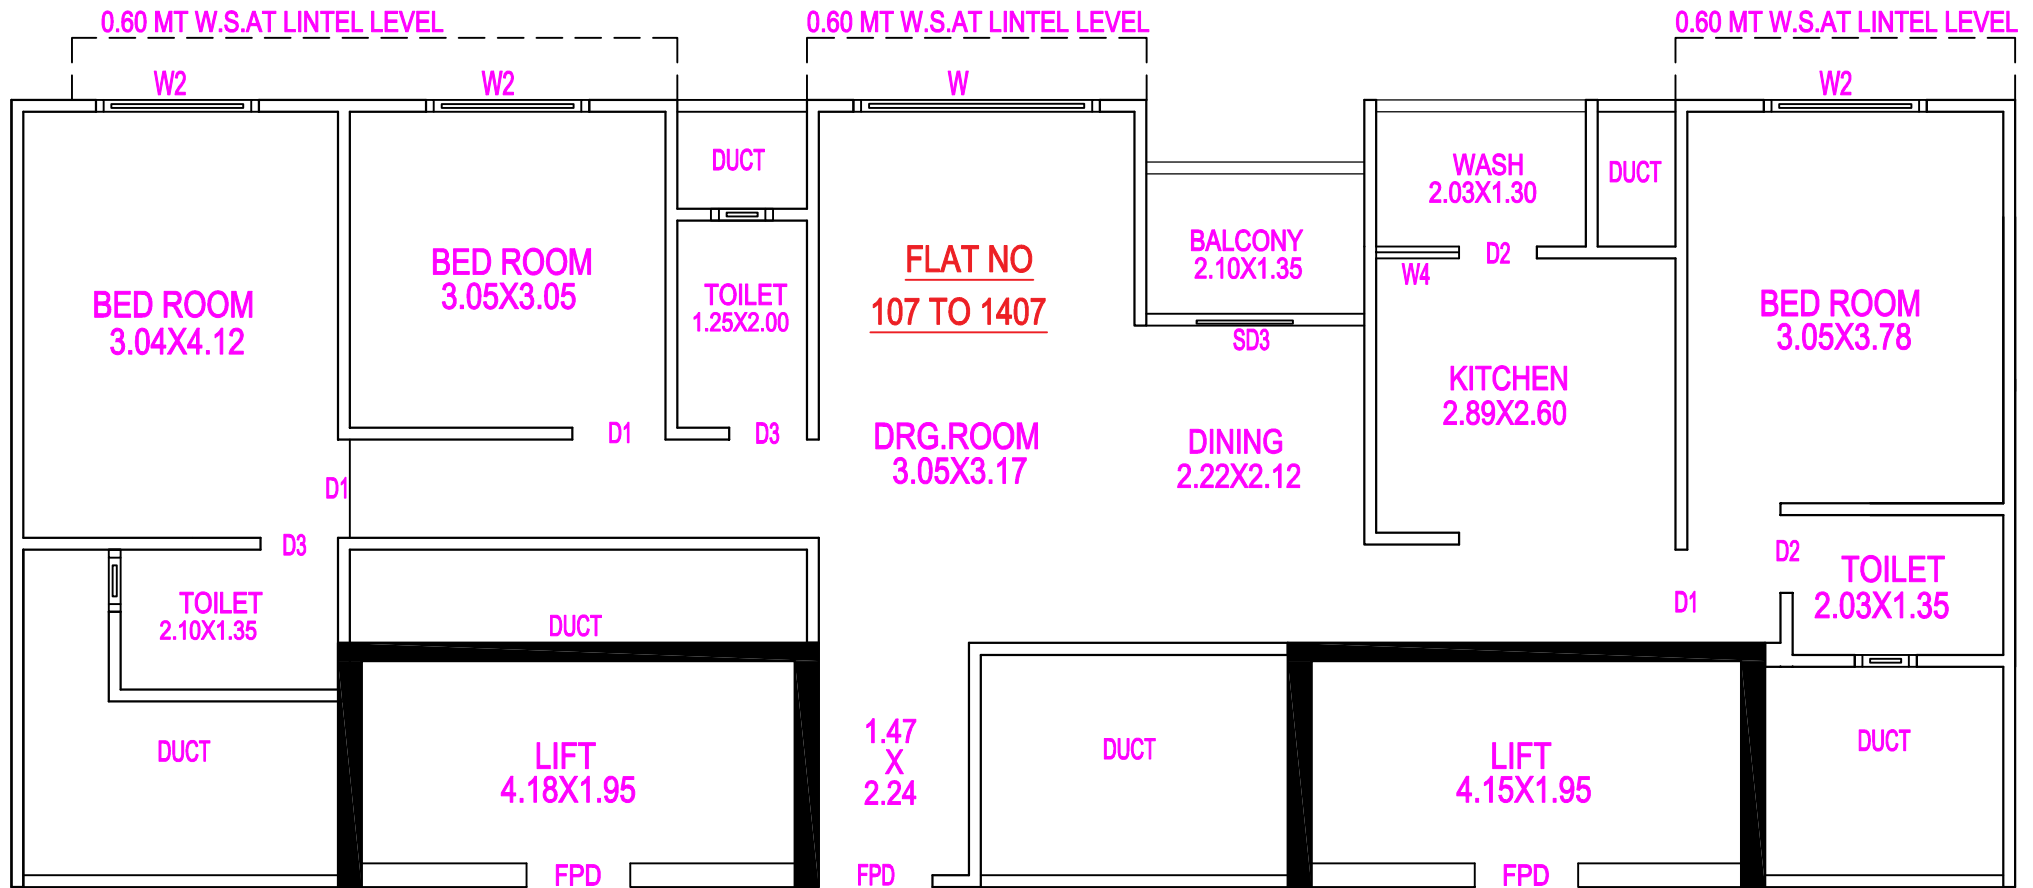 0.60 MT W.S.AT LINTEL LEVEL
0.60 MT W.S.AT LINTEL LEVEL
0.60 MT W.S.AT LINTEL LEVEL
W2
W2
W
W2
DUCT
WASH
2.03X1.30
DUCT
BED ROOM
3.04X4.12
BED ROOM
3.05X3.05
TOILET
1.25X2.00
FLAT NO
107 TO 1407
BALCONY
2.10X1.35
SD3
D2
W4
BED ROOM
3.05X3.78
KITCHEN
2.89X2.60
D1
D3
DRG.ROOM
3.05X3.17
DINING
2.22X2.12
D1
D3
D2
TOILET
2.03X1.35
D1
TOILET
2.10X1.35
DUCT
DUCT
LIFT
4.18X1.95
1.47
X
2.24
DUCT
LIFT
4.15X1.95
DUCT
FPD
FPD
FPD